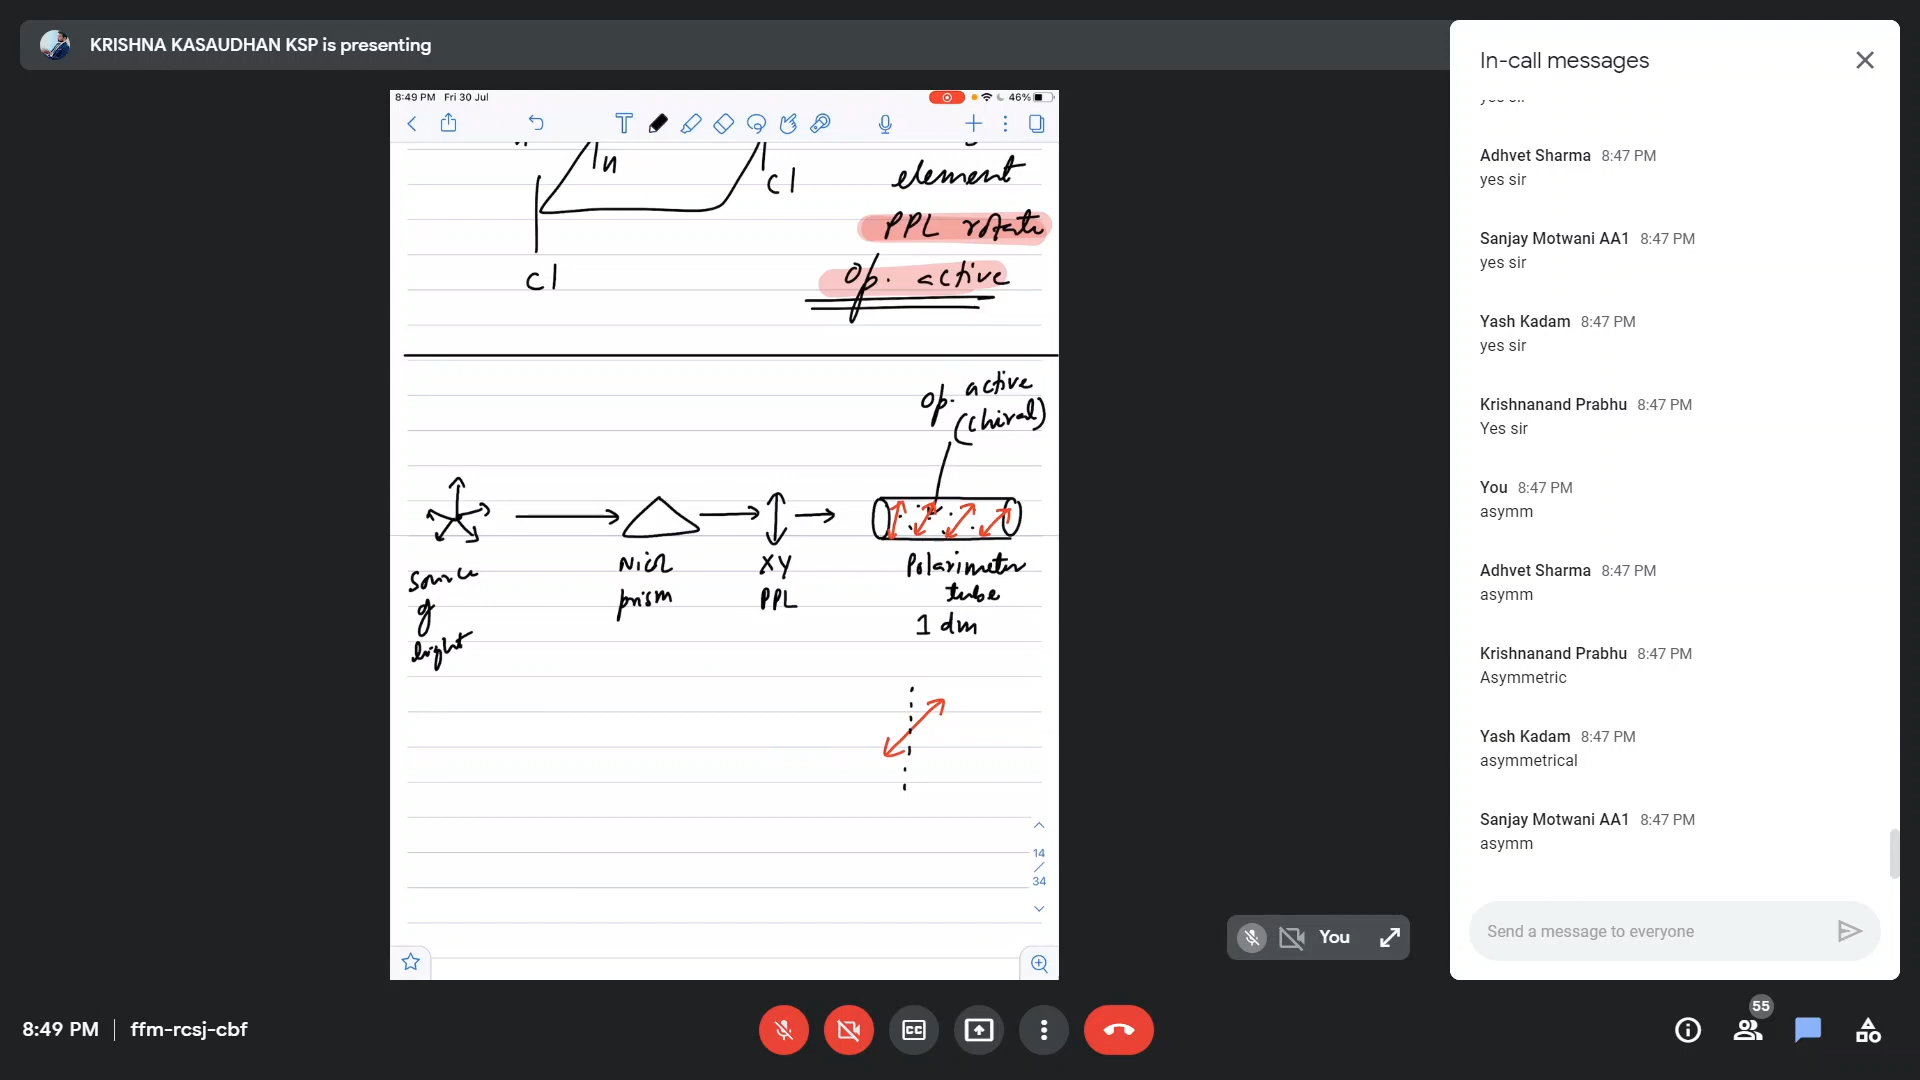 KRISHNA KASAUDHAN KSP is presenting
8:49 PM Fri 30 Jul
46%
cl
element
PPL rotate
cl
op. active
op. active
(chiral)
Source
of
light
Nicol
prism
XY
PPL
Polarimeter
tube
1 dm
14
34
You
8:49 PM
ffm-rcsj-cbf
CC
In-call messages
yes sir
Adhvet Sharma 8:47 PM
yes sir
Sanjay Motwani AA1 8:47 PM
yes sir
Yash Kadam 8:47 PM
yes sir
Krishnanand Prabhu 8:47 PM
Yes sir
You 8:47 PM
asymm
Adhvet Sharma 8:47 PM
asymm
Krishnanand Prabhu 8:47 PM
Asymmetric
Yash Kadam 8:47 PM
asymmetrical
Sanjay Motwani AA1 8:47 PM
asymm
Send a message to everyone
55